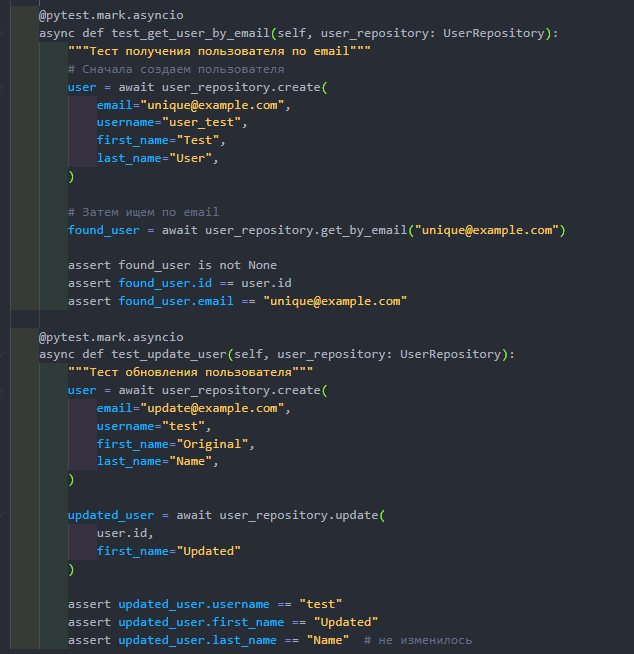 @pytest.mark.asyncio
async def test_get_user_by_email(self, user_repository: UserRepository):
"""Тест получения пользователя по email"""
# Сначала создаем пользователя
user = await user_repository.create(
email="unique@example.com",
username="user_test",
first_name="Test",
last_name="User",
)
# Затем ищем по email
found_user = await user_repository.get_by_email("unique@example.com")
assert found_user is not None
assert found_user.id == user.id
assert found_user.email == "unique@example.com"
@pytest.mark.asyncio
async def test_update_user(self, user_repository: UserRepository):
"""Тест обновления пользователя"""
user = await user_repository.create(
email="update@example.com",
username="test",
first_name="Original",
last_name="Name",
)
updated_user = await user_repository.update(
user.id,
first_name="Updated"
)
assert updated_user.username == "test"
assert updated_user.first_name == "Updated"
assert updated_user.last_name == "Name"  # не изменилось